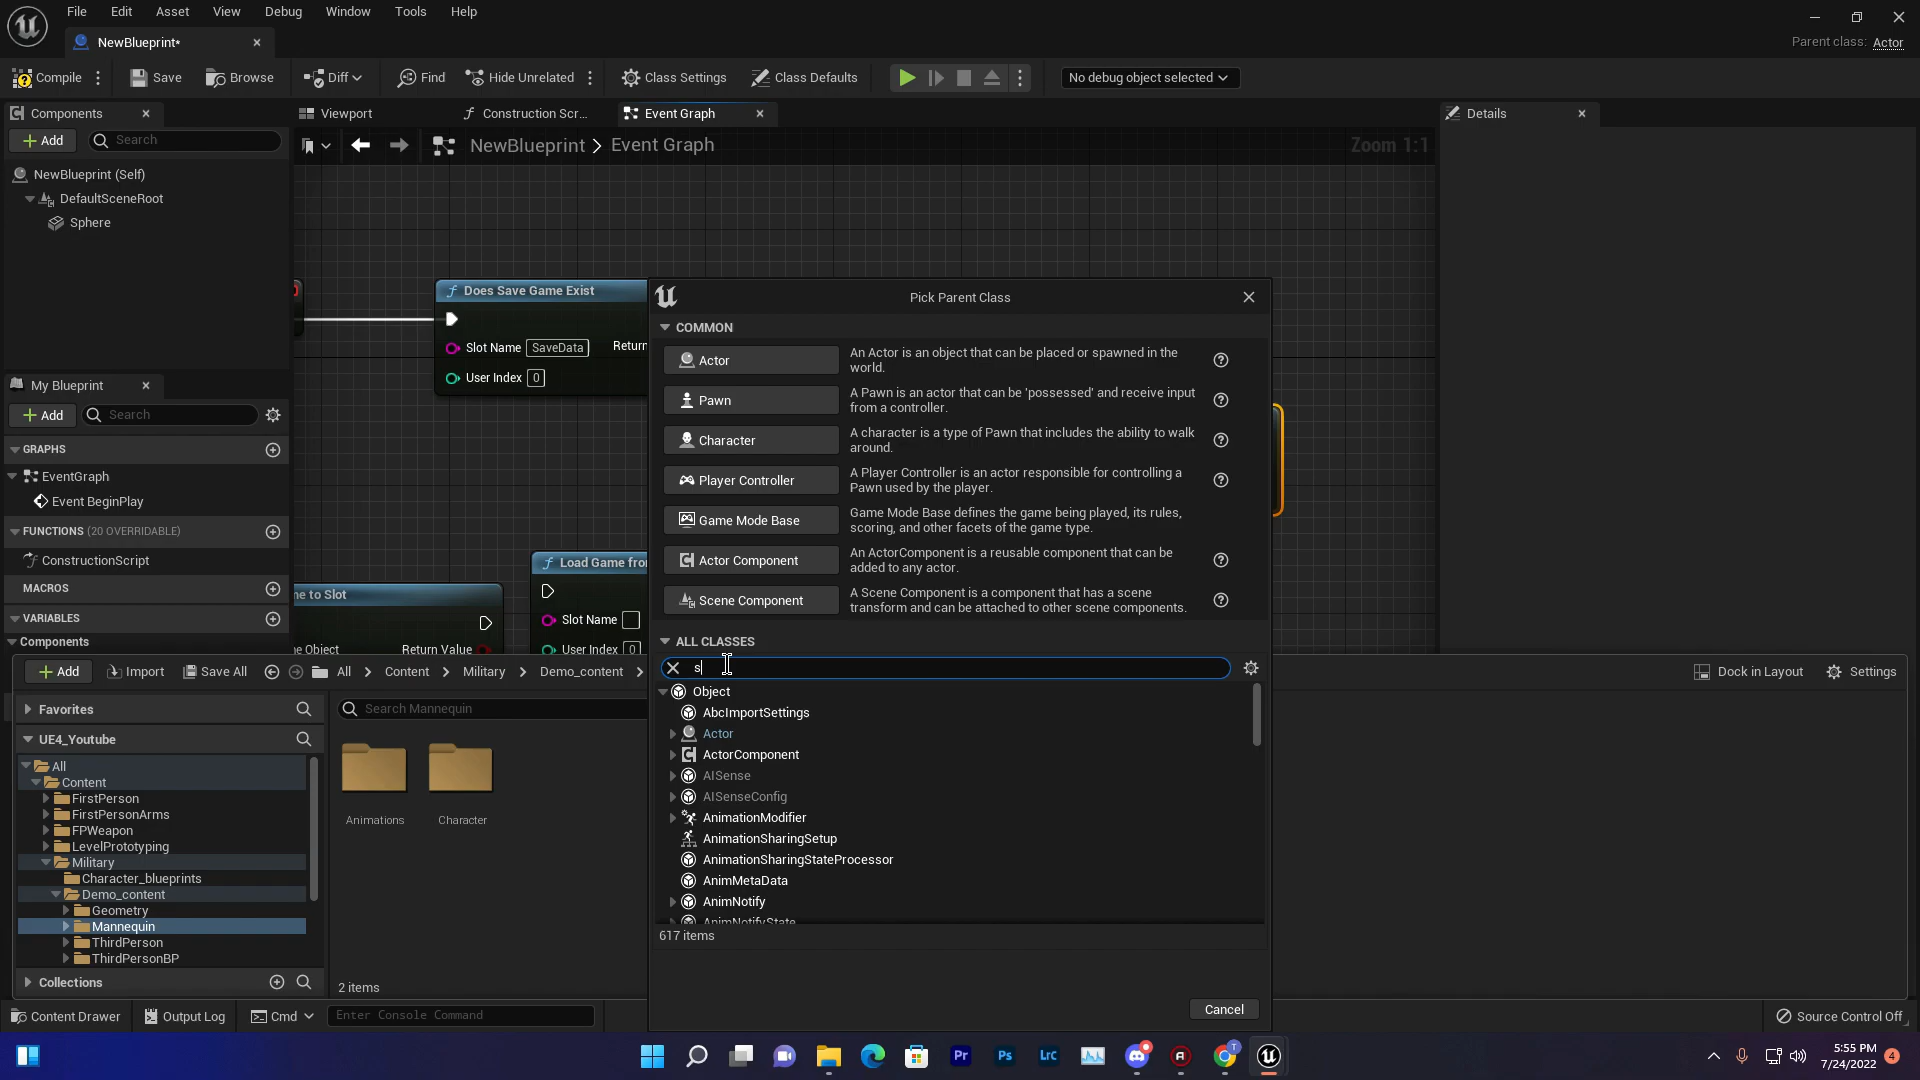 File Edit Asset View Debug Window Tools Help
NewBlueprint*
Parent class: Actor
Compile Save Browse Diff Find Hide Unrelated Class Settings Class Defaults No debug object selected
Components Viewport Construction Scr... Event Graph Details
Add Search NewBlueprint > Event Graph Zoom 1:1
NewBlueprint (Self)
DefaultSceneRoot
Sphere
Does Save Game Exist
Slot Name SaveData Return
User Index 0
My Blueprint
Add Search
GRAPHS
EventGraph
Event BeginPlay
FUNCTIONS (20 OVERRIDABLE)
ConstructionScript
MACROS
VARIABLES
Components
ne to Slot
ne Object Return Value
Load Game fro
Slot Name
User Index 0
Pick Parent Class
COMMON
Actor An Actor is an object that can be placed or spawned in the
world.
Pawn A Pawn is an actor that can be 'possessed' and receive input
from a controller.
Character A character is a type of Pawn that includes the ability to walk
around.
Player Controller A Player Controller is an actor responsible for controlling a
Pawn used by the player.
Game Mode Base Game Mode Base defines the game being played, its rules,
scoring, and other facets of the game type.
Actor Component An ActorComponent is a reusable component that can be
added to any actor.
Scene Component A Scene Component is a component that has a scene
transform and can be attached to other scene components.
ALL CLASSES
s
Object
AbcImportSettings
Actor
ActorComponent
AISense
AISenseConfig
AnimationModifier
AnimationSharingSetup
AnimationSharingStateProcessor
AnimMetaData
AnimNotify
AnimNotifyState
617 items
Cancel
Add Import Save All All > Content > Military > Demo_content > Dock in Layout Settings
Favorites Search Mannequin
UE4_Youtube
All
Content
FirstPerson
FirstPersonArms
FPWeapon
LevelPrototyping
Military
Character_blueprints
Demo_content
Geometry
Mannequin
ThirdPerson
ThirdPersonBP
Collections
Animations Character
2 items
Content Drawer Output Log Cmd Enter Console Command Source Control Off
Pr Ps Lrc T
5:55 PM
7/24/2022 4